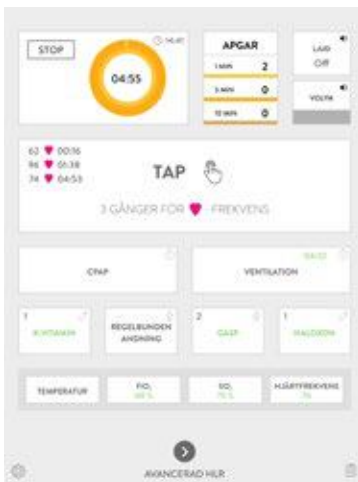 STOP
04:55
14:41
APGAR
1 MIN 2
5 MIN 0
10 MIN 0
LJUD
Off
VOLYM
62 00:16
96 01:38
74 04:53
TAP
3 GÅNGER FÖR FREKVENS
CPAP
VENTILATION
1
K-VITAMIN
REGELBUNDEN
ANDNING
2
GASP
1
NALOXON
TEMPERATUR
FIO2
SO2
HJÄRTFREKVENS
AVANCERAD HLR